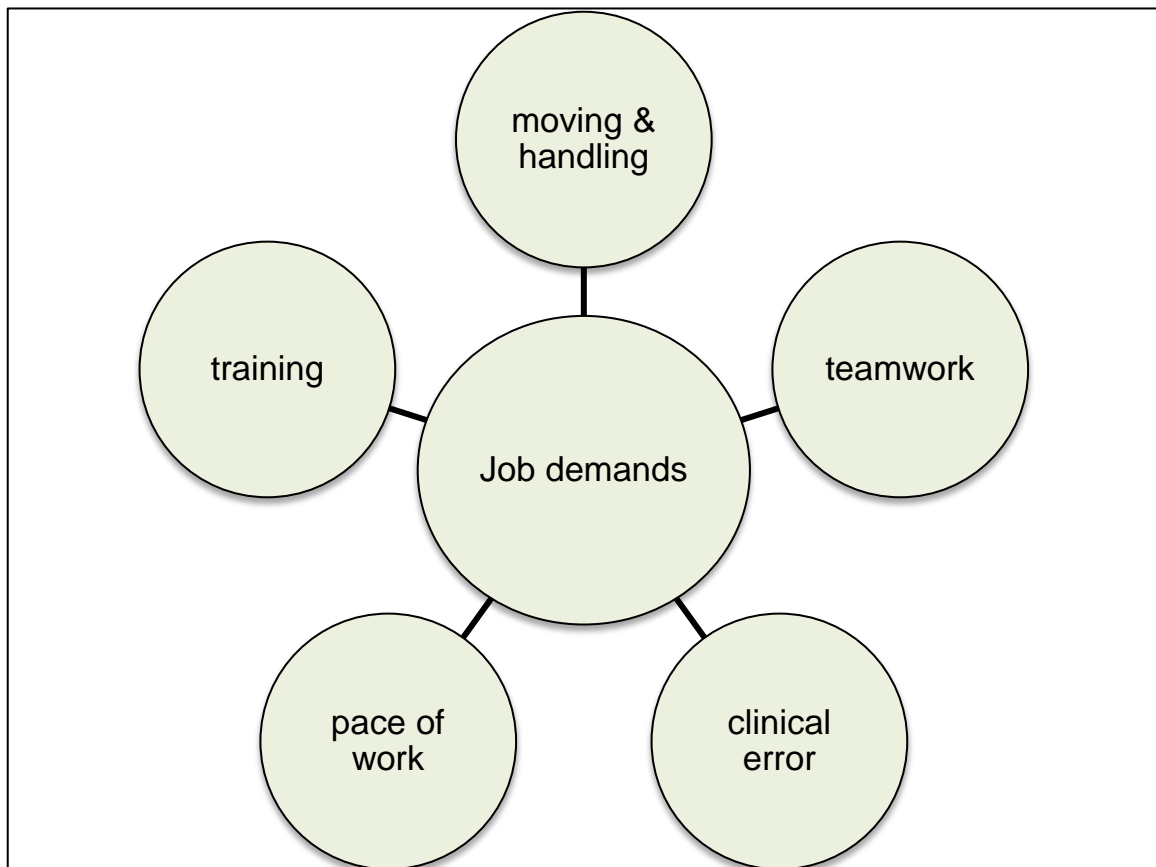 moving &
handling
training
teamwork
Job demands
pace of
work
clinical
error